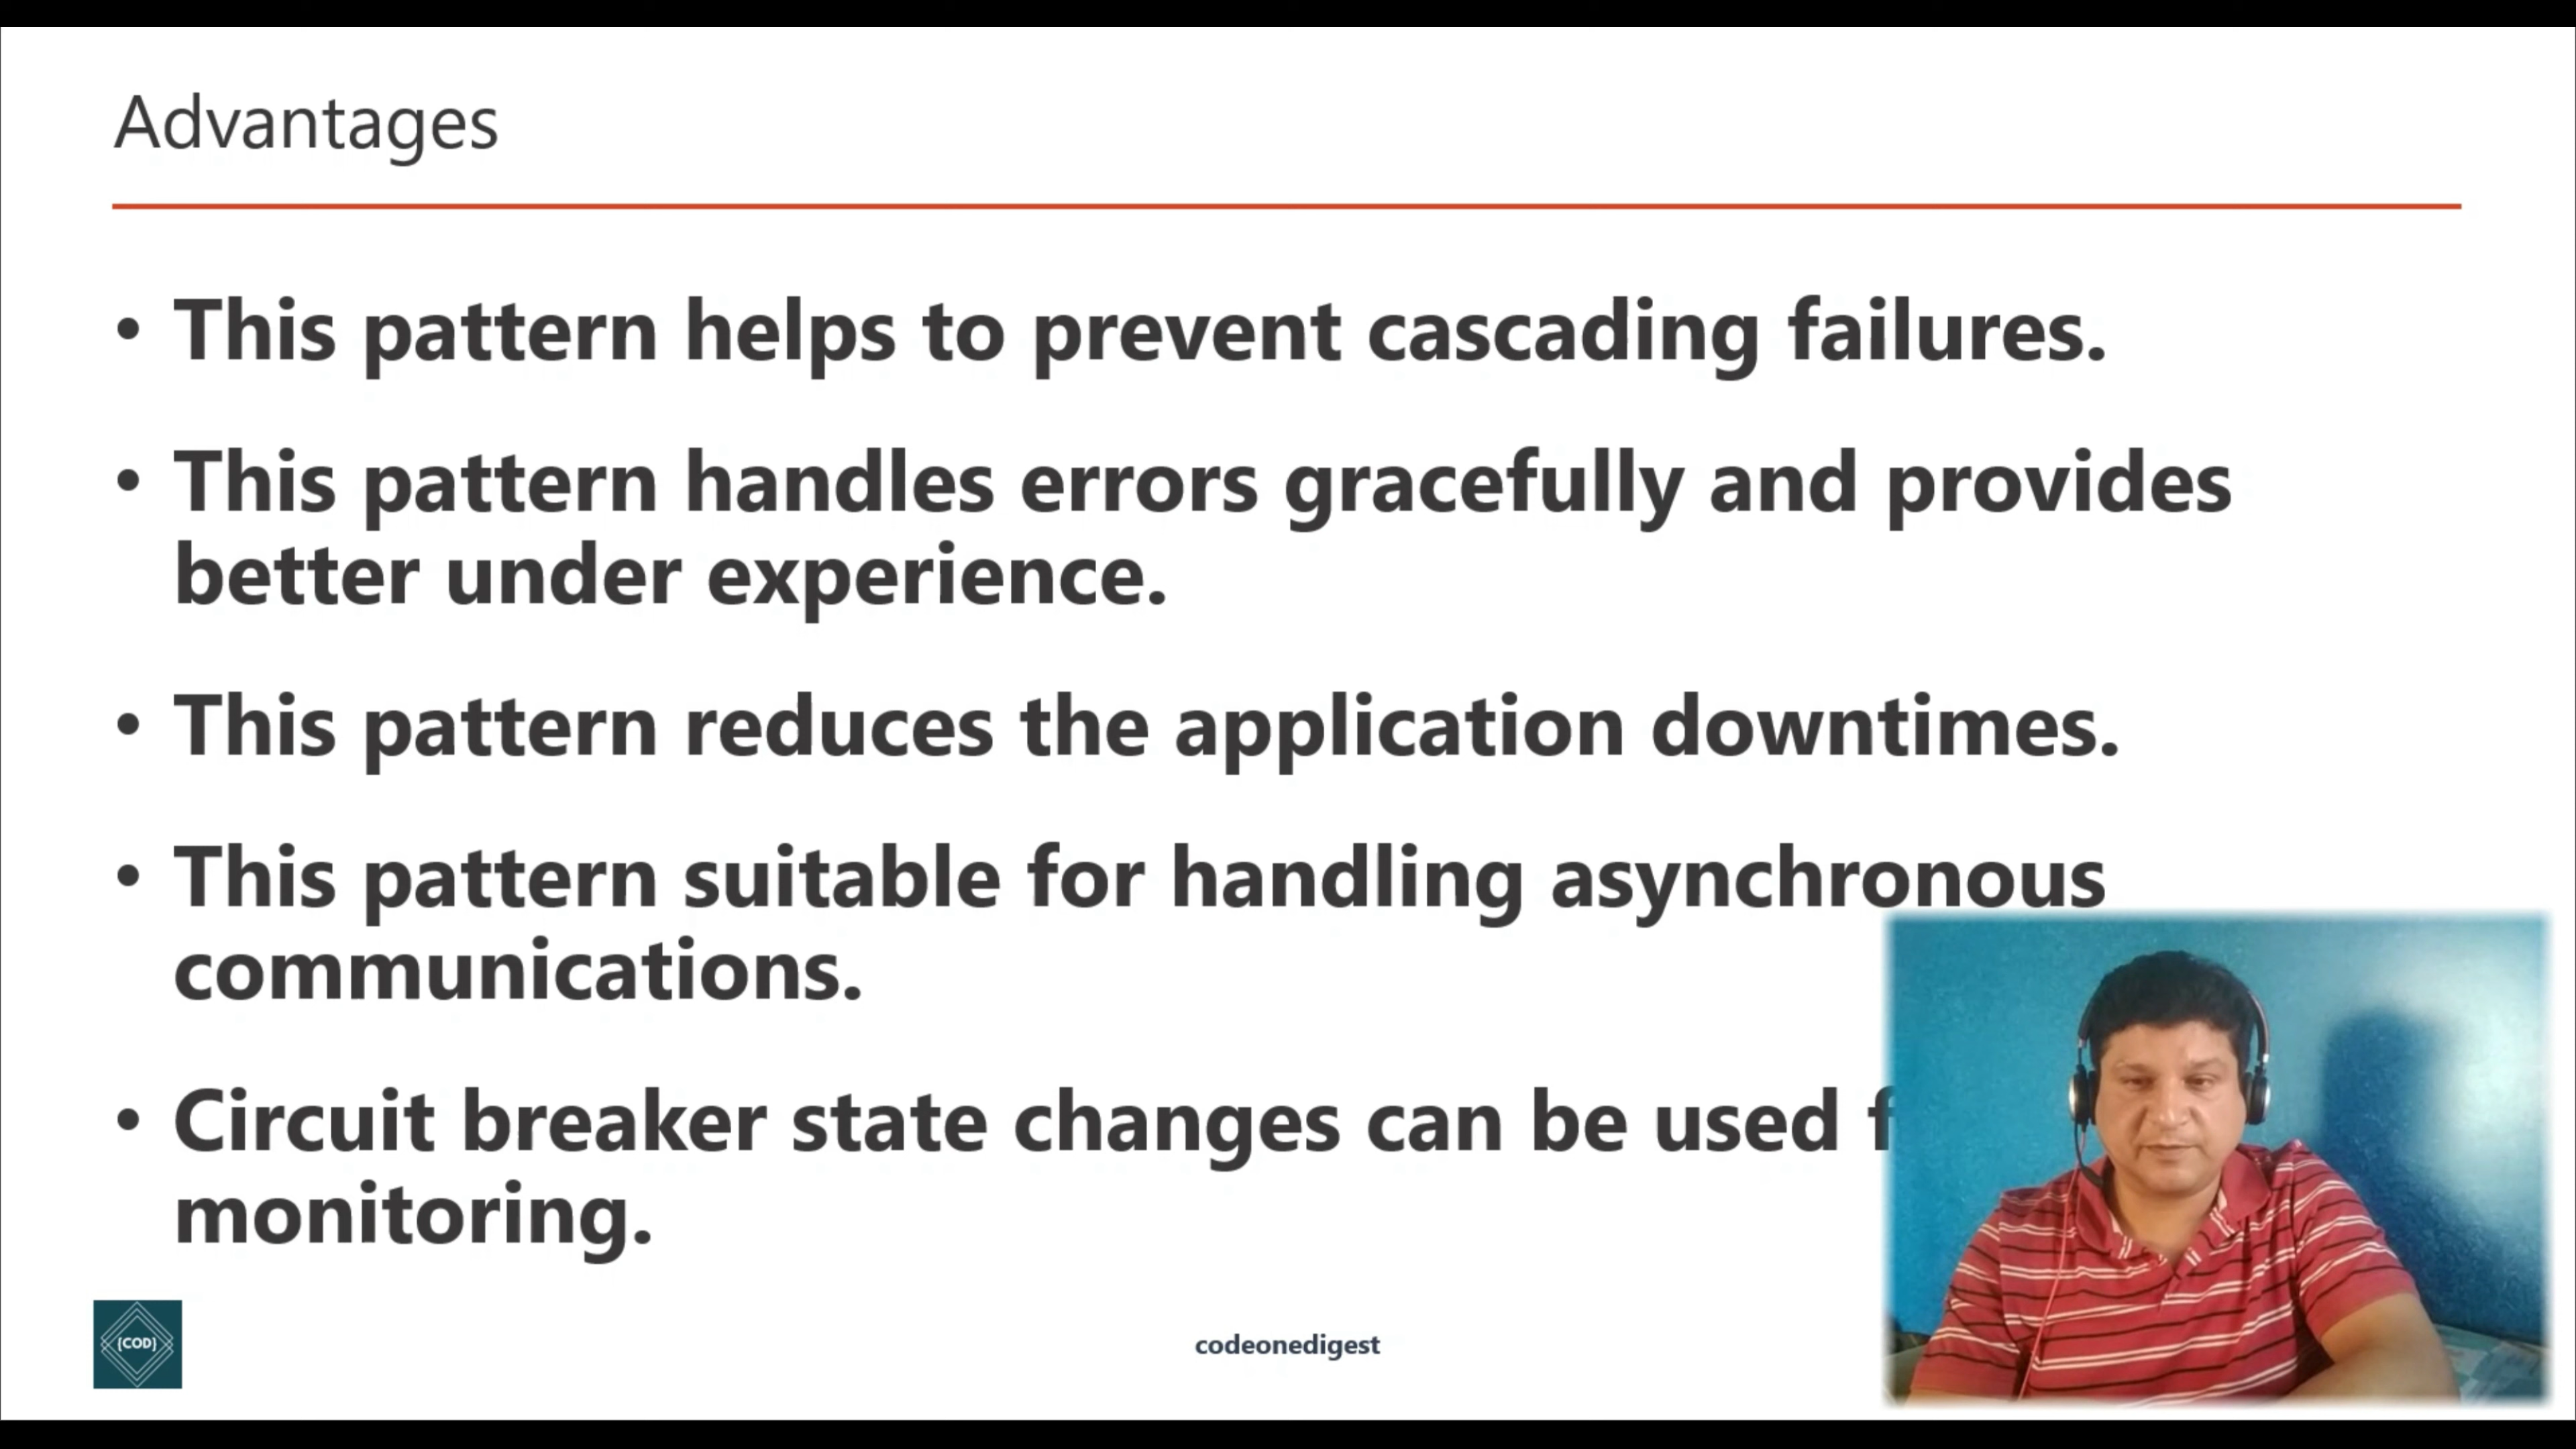 Advantages
• This pattern helps to prevent cascading failures.
• This pattern handles errors gracefully and provides
better under experience.
• This pattern reduces the application downtimes.
• This pattern suitable for handling asynchronous
communications.
• Circuit breaker state changes can be used
monitoring.
{COD}
codeonedigest